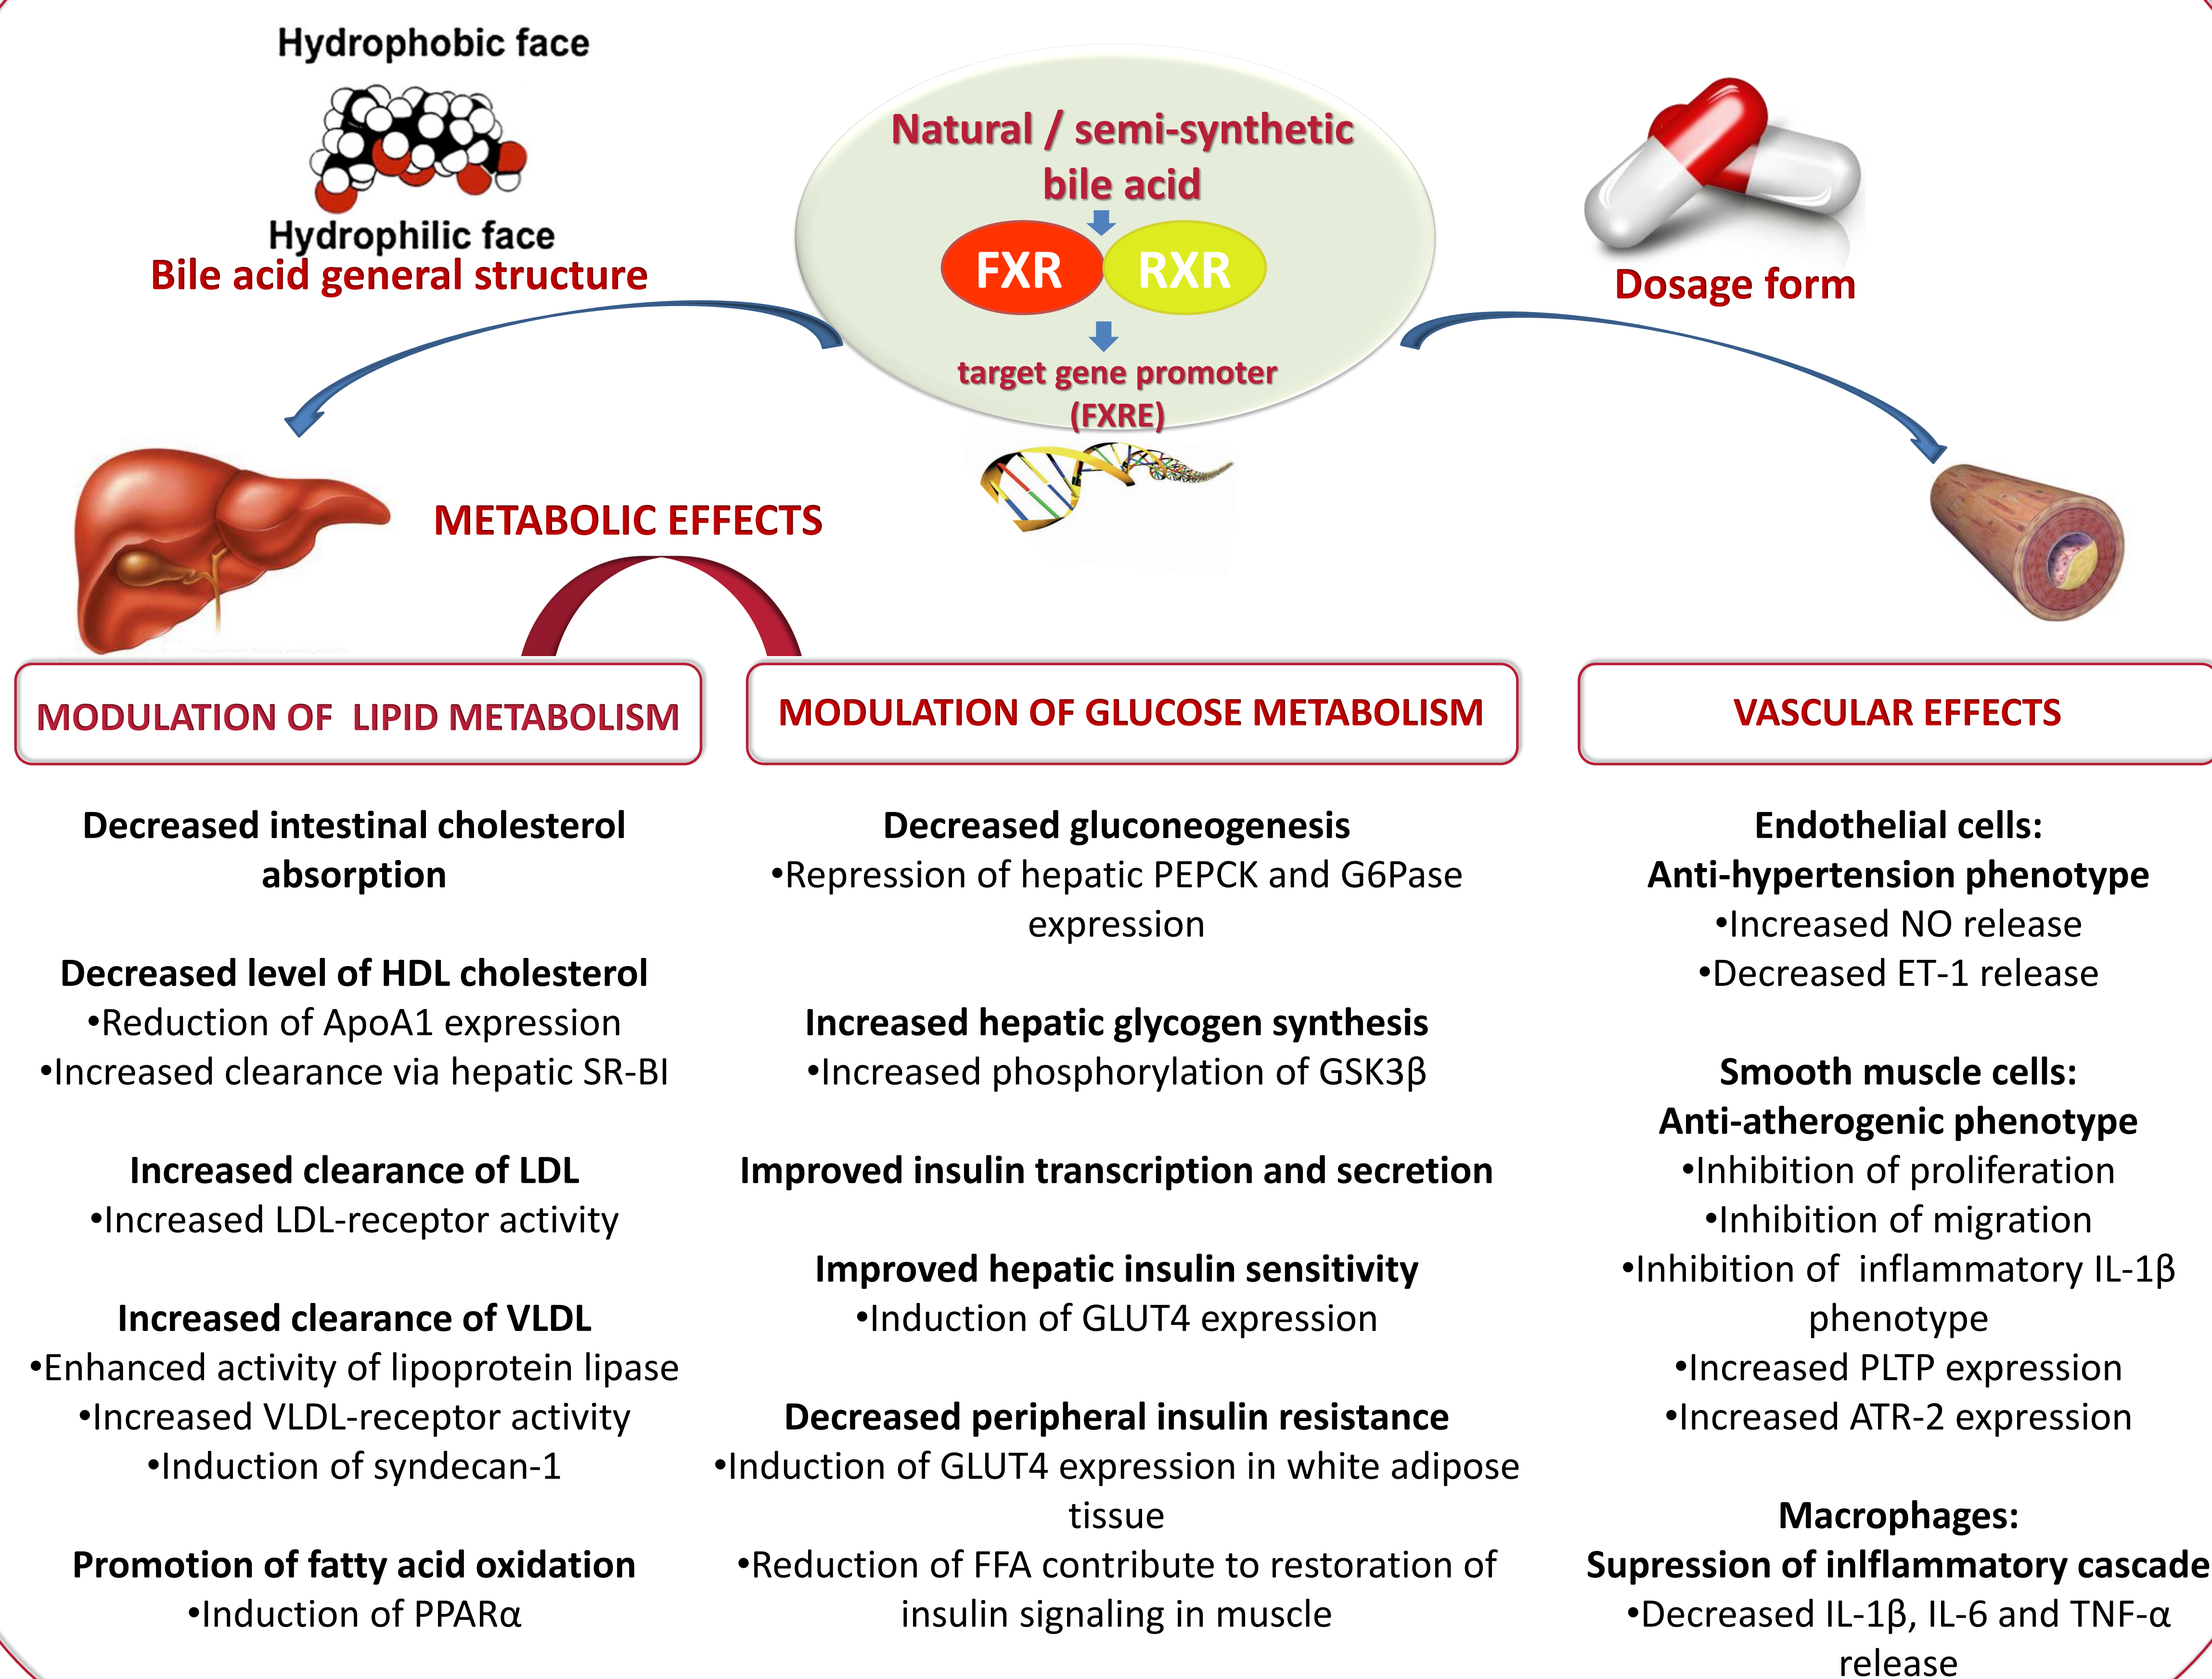 Hydrophobic face
Hydrophilic face
Bile acid general structure
Natural / semi-synthetic
bile acid
FXR
RXR
target gene promoter
(FXRE)
Dosage form
METABOLIC EFFECTS
MODULATION OF LIPID METABOLISM
Decreased intestinal cholesterol
absorption
Decreased level of HDL cholesterol
•Reduction of ApoA1 expression
•Increased clearance via hepatic SR-BI
Increased clearance of LDL
•Increased LDL-receptor activity
Increased clearance of VLDL
•Enhanced activity of lipoprotein lipase
•Increased VLDL-receptor activity
•Induction of syndecan-1
Promotion of fatty acid oxidation
•Induction of PPARα
MODULATION OF GLUCOSE METABOLISM
Decreased gluconeogenesis
•Repression of hepatic PEPCK and G6Pase
expression
Increased hepatic glycogen synthesis
•Increased phosphorylation of GSK3β
Improved insulin transcription and secretion
Improved hepatic insulin sensitivity
•Induction of GLUT4 expression
Decreased peripheral insulin resistance
•Induction of GLUT4 expression in white adipose
tissue
•Reduction of FFA contribute to restoration of
insulin signaling in muscle
VASCULAR EFFECTS
Endothelial cells:
Anti-hypertension phenotype
•Increased NO release
•Decreased ET-1 release
Smooth muscle cells:
Anti-atherogenic phenotype
•Inhibition of proliferation
•Inhibition of migration
•Inhibition of inflammatory IL-1β
phenotype
•Increased PLTP expression
•Increased ATR-2 expression
Macrophages:
Supression of inlflammatory cascade
•Decreased IL-1β, IL-6 and TNF-α
release